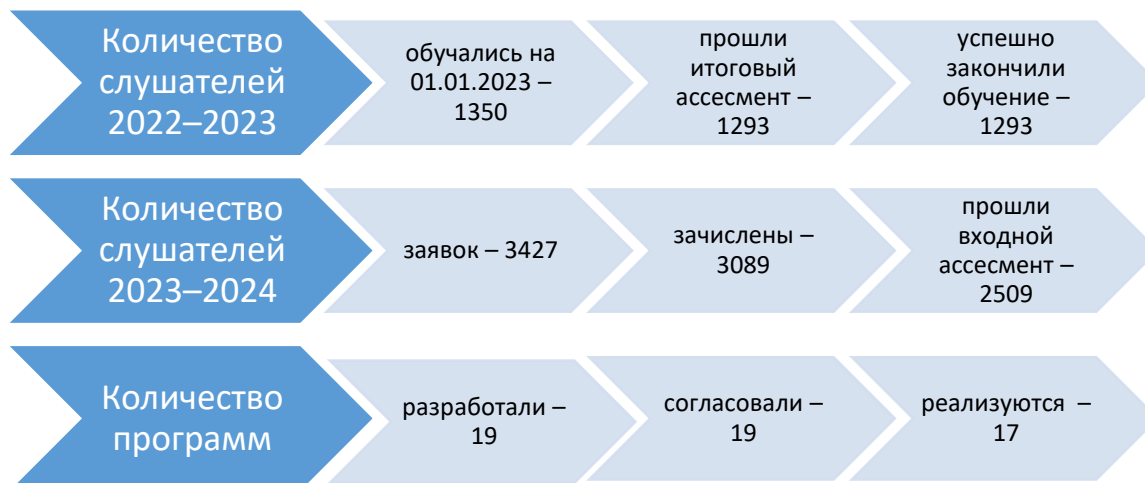 Количество
слушателей
2022–2023
обучались на
01.01.2023 –
1350
прошли
итоговый
ассесмент –
1293
успешно
закончили
обучение –
1293
Количество
слушателей
2023–2024
заявок – 3427
зачислены –
3089
прошли
входной
ассесмент –
2509
Количество
программ
разработали –
19
согласовали –
19
реализуются –
17